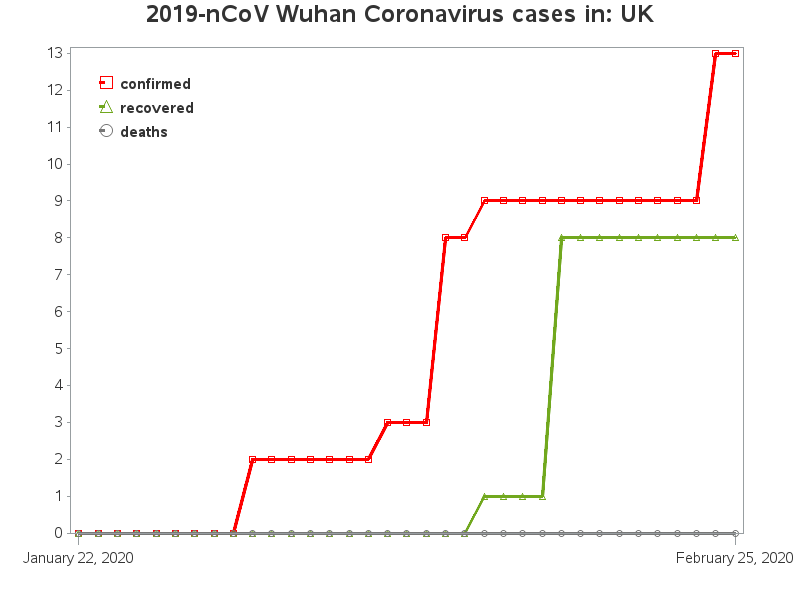 2019-nCoV Wuhan Coronavirus cases in: UK
13
12
11
10
9
8
7
6
5
4
3
2
1
0
confirmed
recovered
deaths
January 22, 2020
February 25, 2020